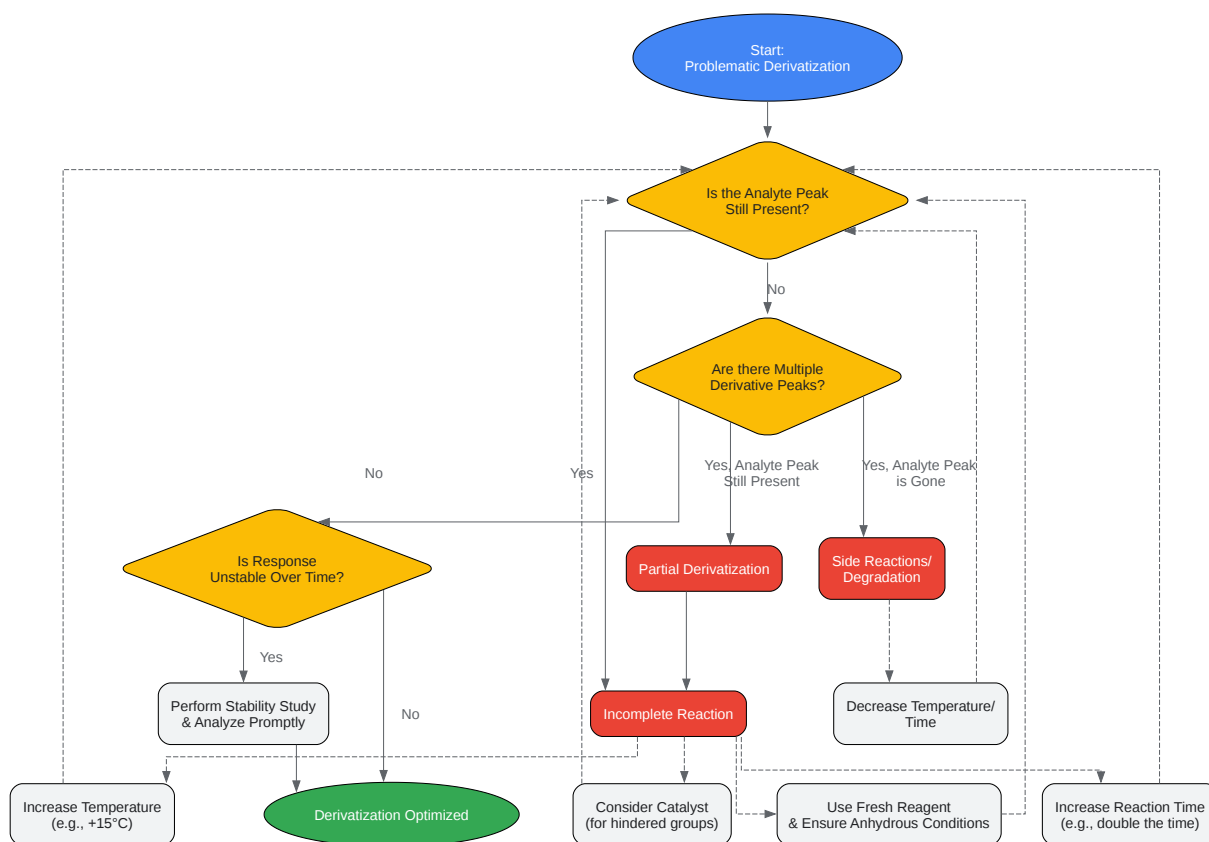 Start:
Problematic Derivatization
Is the Analyte Peak
Still Present?
No
Are there Multiple
Derivative Peaks?
No
Yes
Yes, Analyte Peak
Still Present
Yes, Analyte Peak
is Gone
Is Response
Unstable Over Time?
Partial Derivatization
Side Reactions/
Degradation
Yes
Perform Stability Study
& Analyze Promptly
No
Incomplete Reaction
Decrease Temperature/
Time
Increase Temperature
(e.g., +15°C)
Derivatization Optimized
Consider Catalyst
(for hindered groups)
Use Fresh Reagent
& Ensure Anhydrous Conditions
Increase Reaction Time
(e.g., double the time)